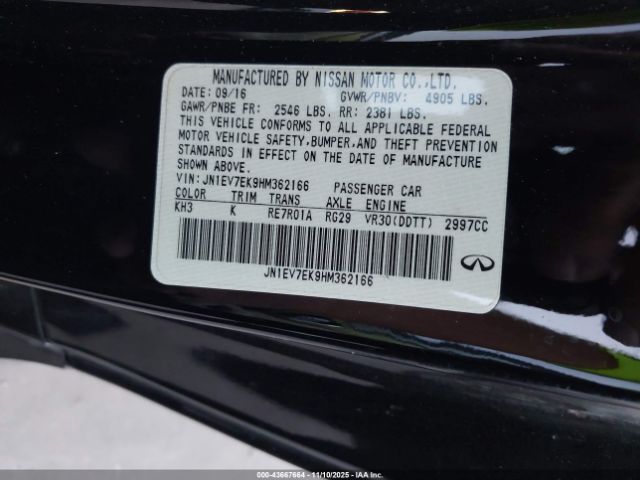 MANUFACTURED BY NISSAN MOTOR CO.,LTD.
DATE: 09/16 GVWR/PNBV: 4905 LBS.
GAWR/PNBE FR: 2546 LBS. RR: 2381 LBS.
THIS VEHICLE CONFORMS TO ALL APPLICABLE FEDERAL
MOTOR VEHICLE SAFETY,BUMPER,AND THEFT PREVENTION
STANDARDS IN EFFECT ON THE DATE OF MANUFACTURE
SHOWN ABOVE.
VIN:JN1EV7EK9HM362166 PASSENGER CAR
COLOR TRIM TRANS AXLE ENGINE
KH3 K RE7R01A RG29 VR30(DDTT) 2997CC
JN1EV7EK9HM362166
000-43667664 - 11/10/2025 - IAAI.com